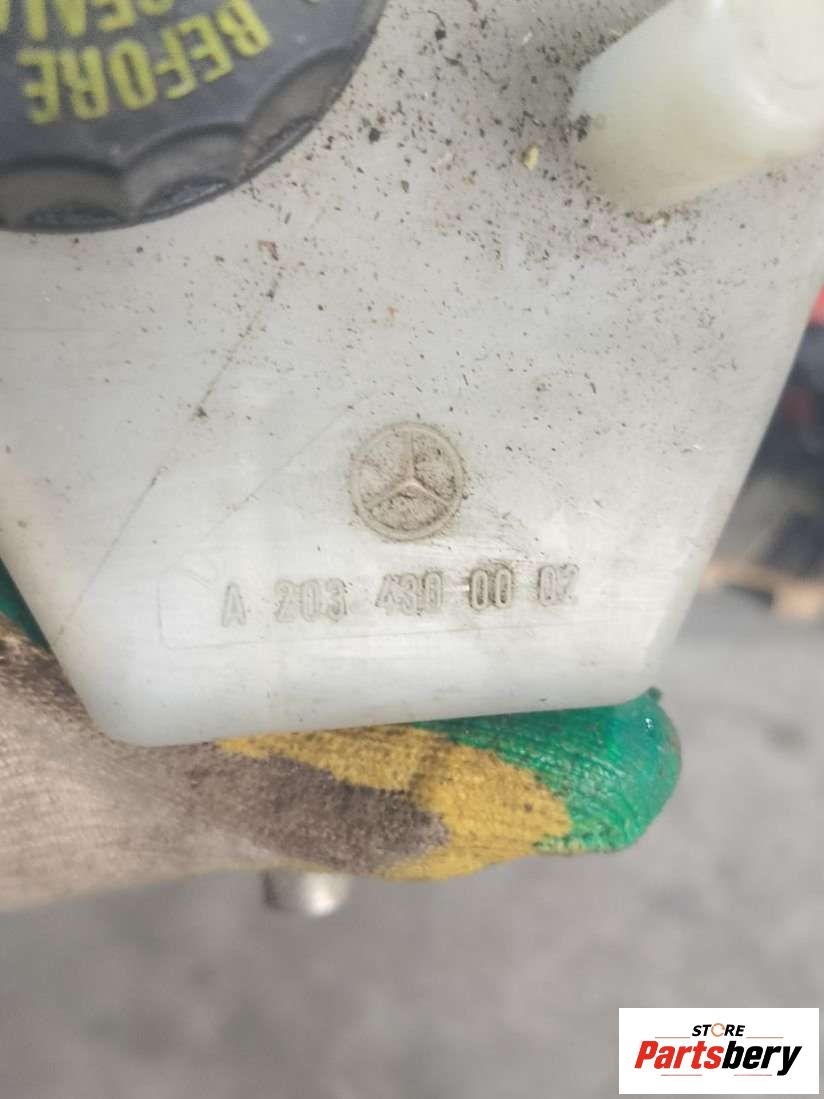 BEFORE
A 203 430 00 02
STORE
Partsbery